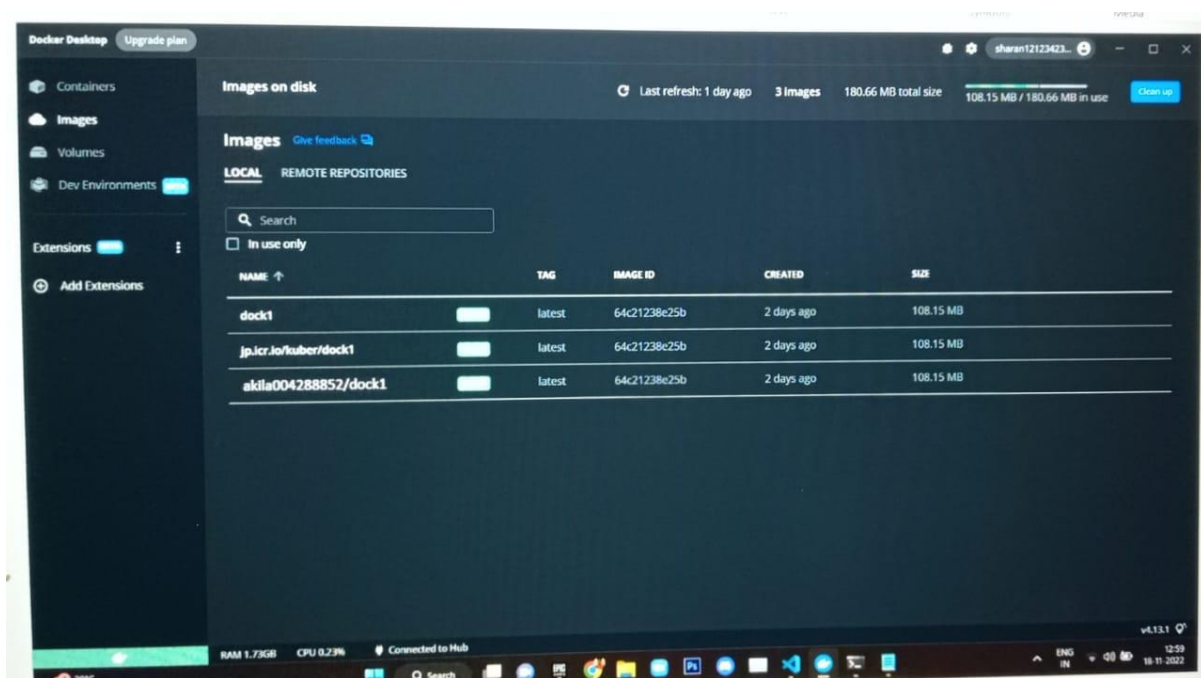 Docker Desktop Upgrade plan
sharan12123423...
Containers
Images
Volumes
Dev Environments
Extensions
Add Extensions
Images on disk
Last refresh: 1 day ago 3 images 180.66 MB total size 108.15 MB / 180.66 MB in use Clean up
Images Give feedback
LOCAL REMOTE REPOSITORIES
Search
In use only
NAME TAG IMAGE ID CREATED SIZE
dock1 latest 64c21238e25b 2 days ago 108.15 MB
jp.icr.io/kuber/dock1 latest 64c21238e25b 2 days ago 108.15 MB
akila004288852/dock1 latest 64c21238e25b 2 days ago 108.15 MB
v4.13.1
RAM 1.73GB CPU 0.23% Connected to Hub
Search
EPIC
Ps
ENG
IN
12:59
18-11-2022